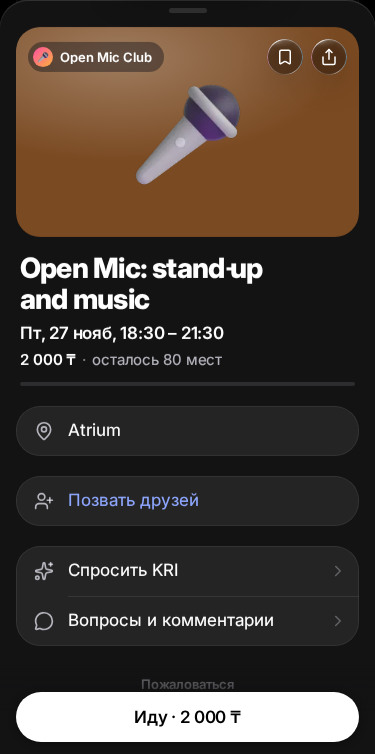 Open Mic Club
Open Mic: stand-up
and music
Пт, 27 нояб, 18:30 – 21:30
2 000 ₸ · осталось 80 мест
Atrium
Позвать друзей
Спросить KRI
Вопросы и комментарии
Пожаловаться
Иду · 2 000 ₸